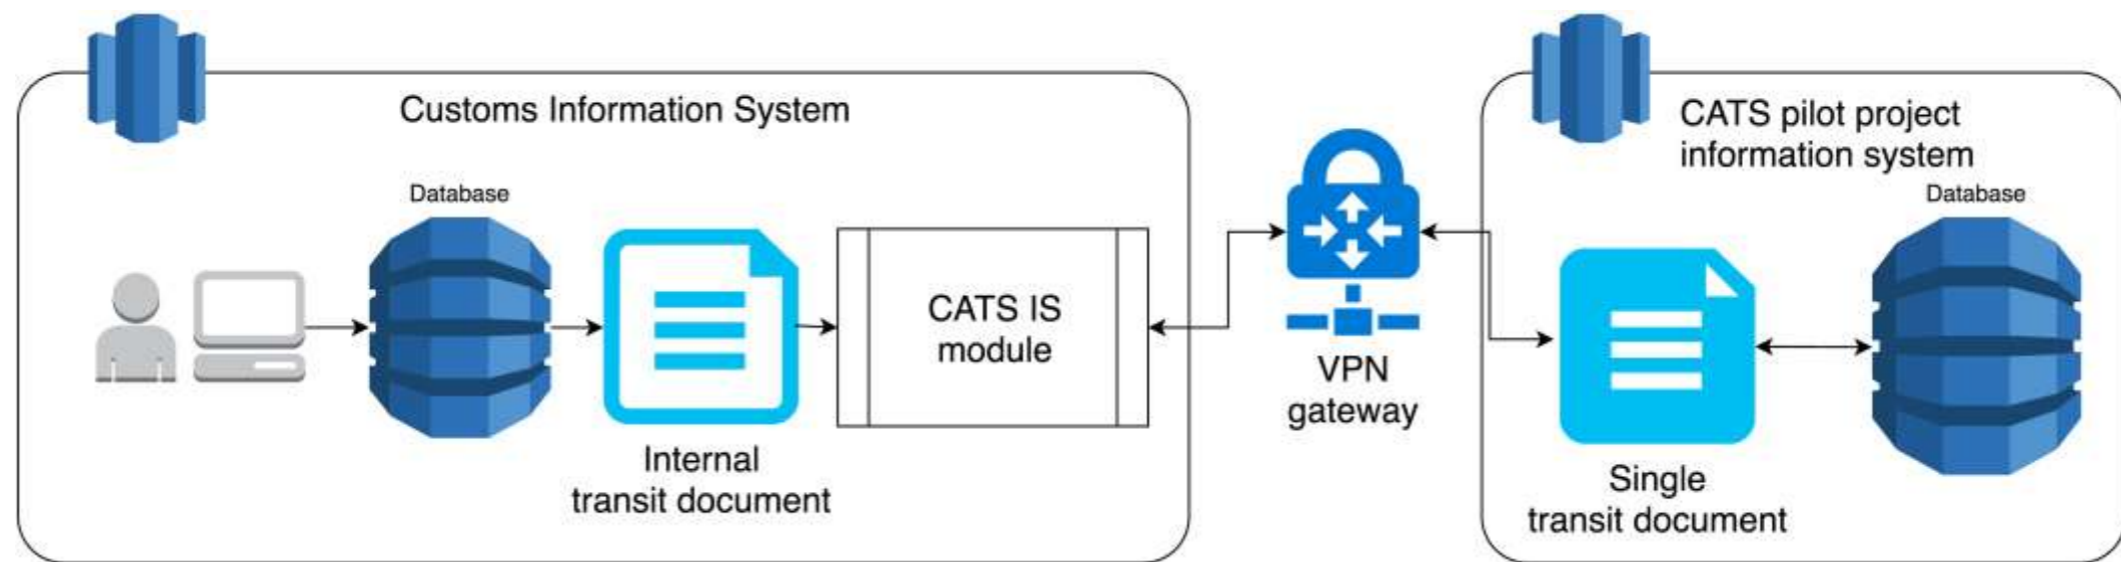 Customs Information System
Database
CATS IS
module
Internal
transit document
VPN
gateway
CATS pilot project
information system
Database
Single
transit document